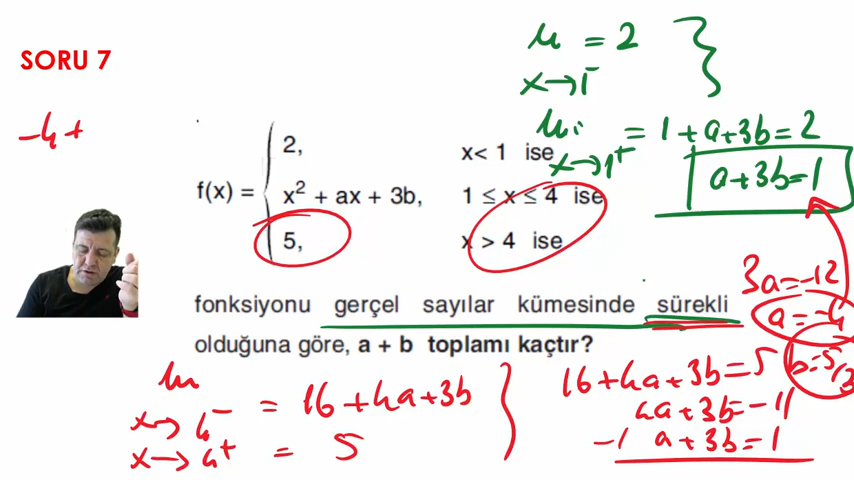 SORU 7
-4 +
lim = 2
x→1⁻
lim = 1 + a + 3b = 2
x→1⁺
a + 3b = 1
f(x) =
2, x< 1 ise
x² + ax + 3b, 1 ≤ x ≤ 4 ise
5, x > 4 ise
3a = -12
a = -4
b = 5/3
fonksiyonu gerçel sayılar kümesinde sürekli
olduğuna göre, a + b toplamı kaçtır?
lim
x→4⁻ = 16 + 4a + 3b
x→4⁺ = 5
16 + 4a + 3b = 5
4a + 3b = -11
-1 a + 3b = 1